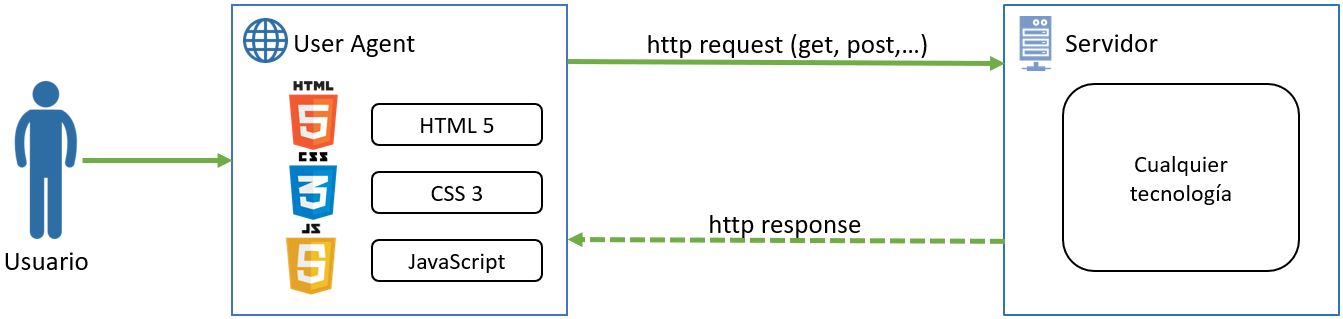 Usuario
User Agent
HTML
5
HTML 5
CSS
3
CSS 3
JS
5
JavaScript
http request (get, post,...)
http response
Servidor
Cualquier
tecnología